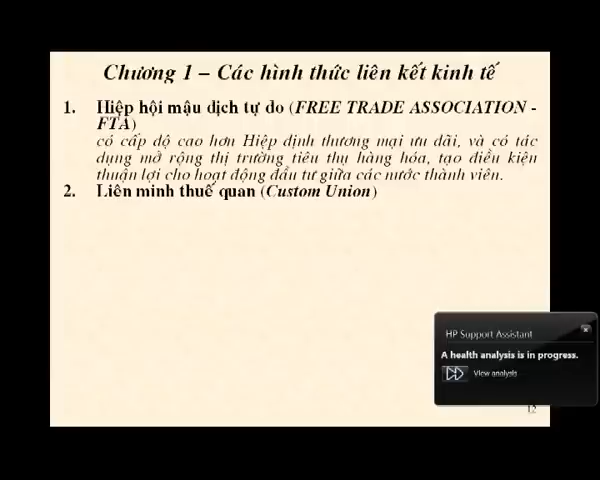 Chương 1 – Các hình thức liên kết kinh tế
1. Hiệp hội mậu dịch tự do (FREE TRADE ASSOCIATION -
FTA)
có cấp độ cao hơn Hiệp định thương mại ưu đãi, và có tác
dụng mở rộng thị trường tiêu thụ hàng hóa, tạo điều kiện
thuận lợi cho hoạt động đầu tư giữa các nước thành viên.
2. Liên minh thuế quan (Custom Union)
HP Support Assistant
A health analysis is in progress.
View analysis
12